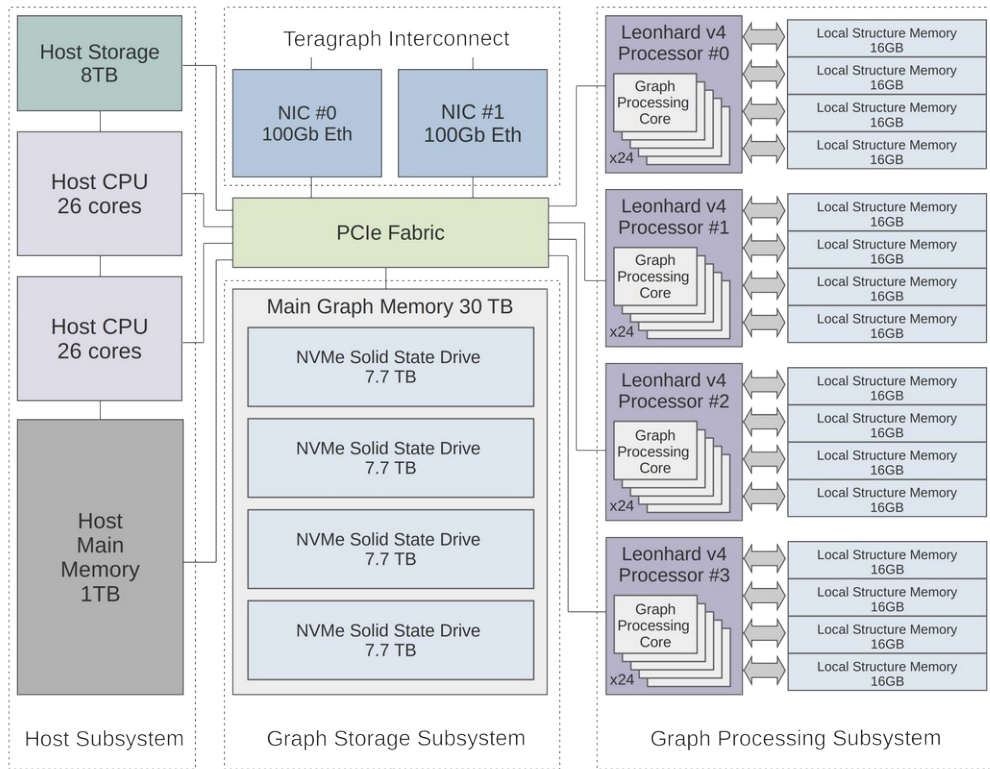 Host Storage
8TB
Host CPU
26 cores
Host CPU
26 cores
Host
Main
Memory
1TB
Host Subsystem
Teragraph Interconnect
NIC #0
100Gb Eth
NIC #1
100Gb Eth
PCIe Fabric
Main Graph Memory 30 TB
NVMe Solid State Drive
7.7 TB
NVMe Solid State Drive
7.7 TB
NVMe Solid State Drive
7.7 TB
NVMe Solid State Drive
7.7 TB
Graph Storage Subsystem
Leonhard v4
Processor #0
Graph
Processing
Core
x24
Local Structure Memory
16GB
Local Structure Memory
16GB
Local Structure Memory
16GB
Local Structure Memory
16GB
Leonhard v4
Processor #1
Graph
Processing
Core
x24
Local Structure Memory
16GB
Local Structure Memory
16GB
Local Structure Memory
16GB
Local Structure Memory
16GB
Leonhard v4
Processor #2
Graph
Processing
Core
x24
Local Structure Memory
16GB
Local Structure Memory
16GB
Local Structure Memory
16GB
Local Structure Memory
16GB
Leonhard v4
Processor #3
Graph
Processing
Core
x24
Local Structure Memory
16GB
Local Structure Memory
16GB
Local Structure Memory
16GB
Local Structure Memory
16GB
Graph Processing Subsystem